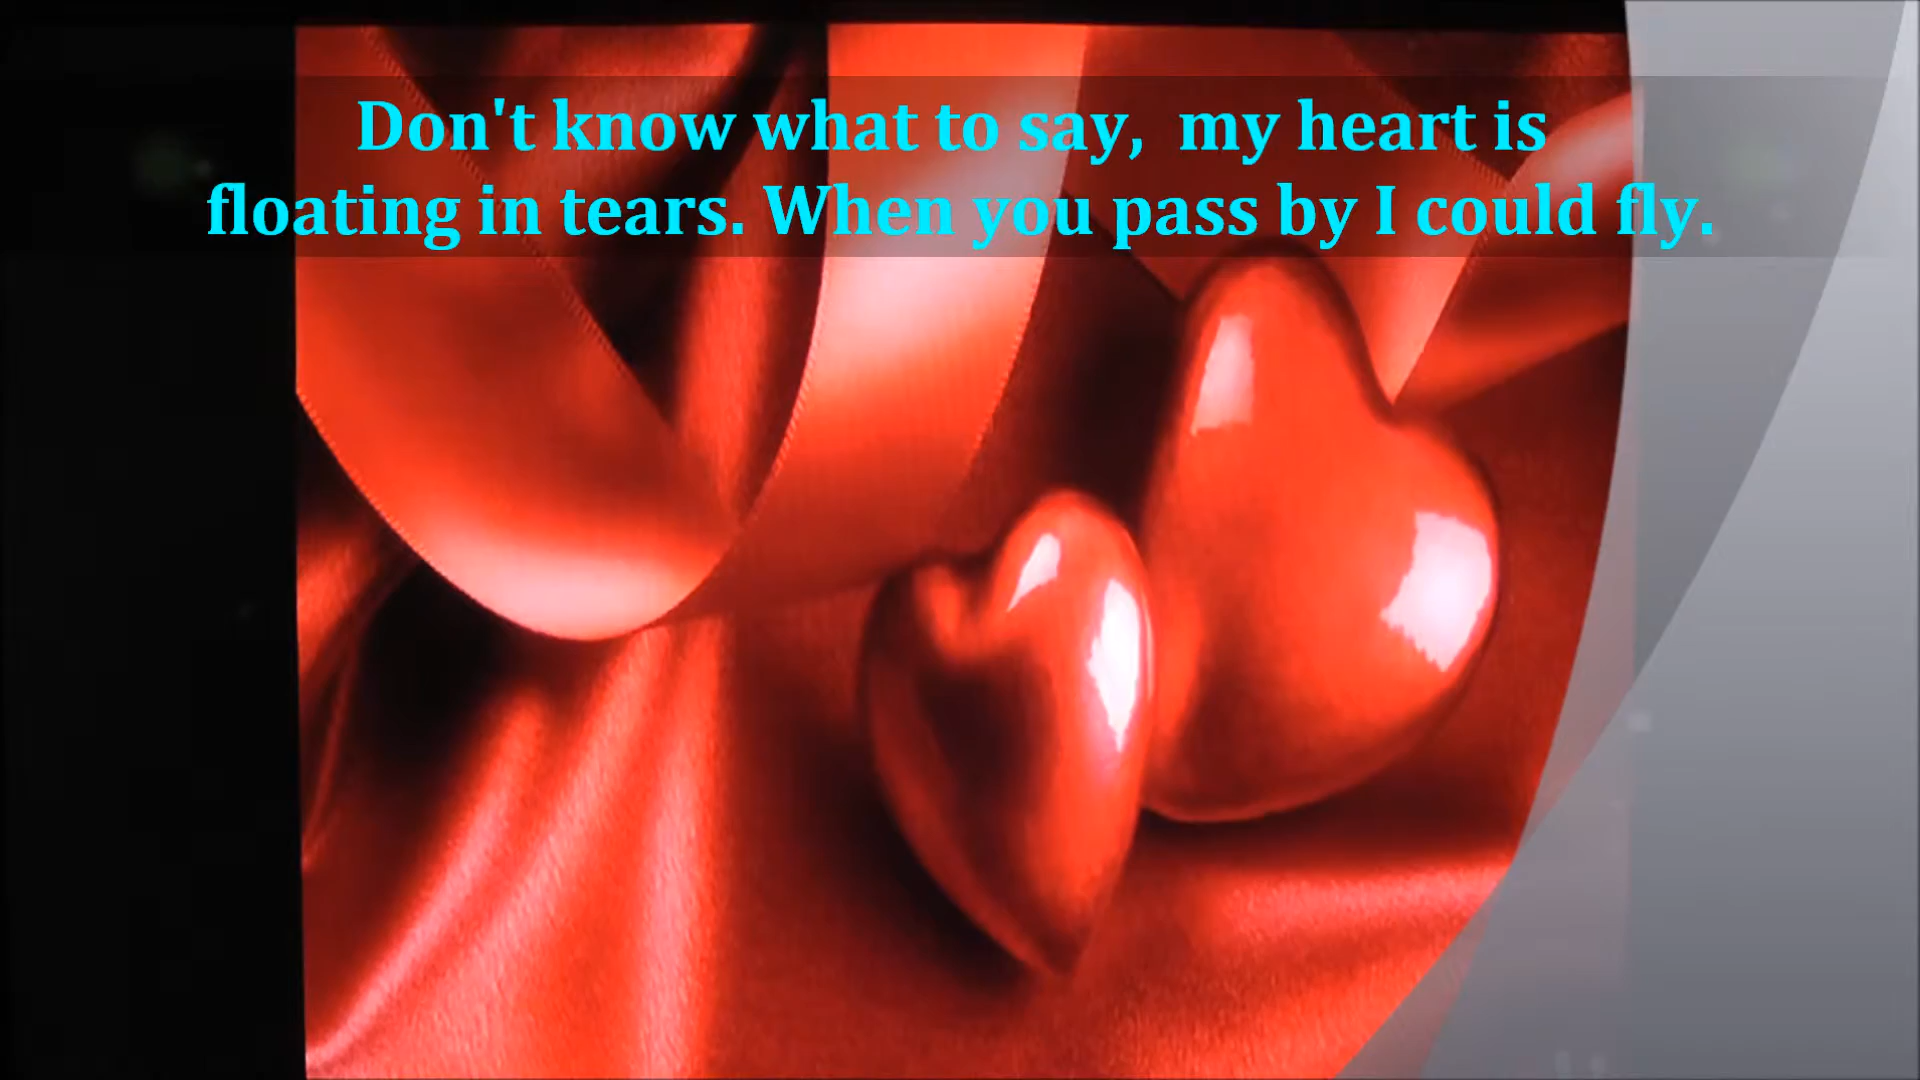 Don't know what to say,  my heart is
floating in tears. When you pass by I could fly.